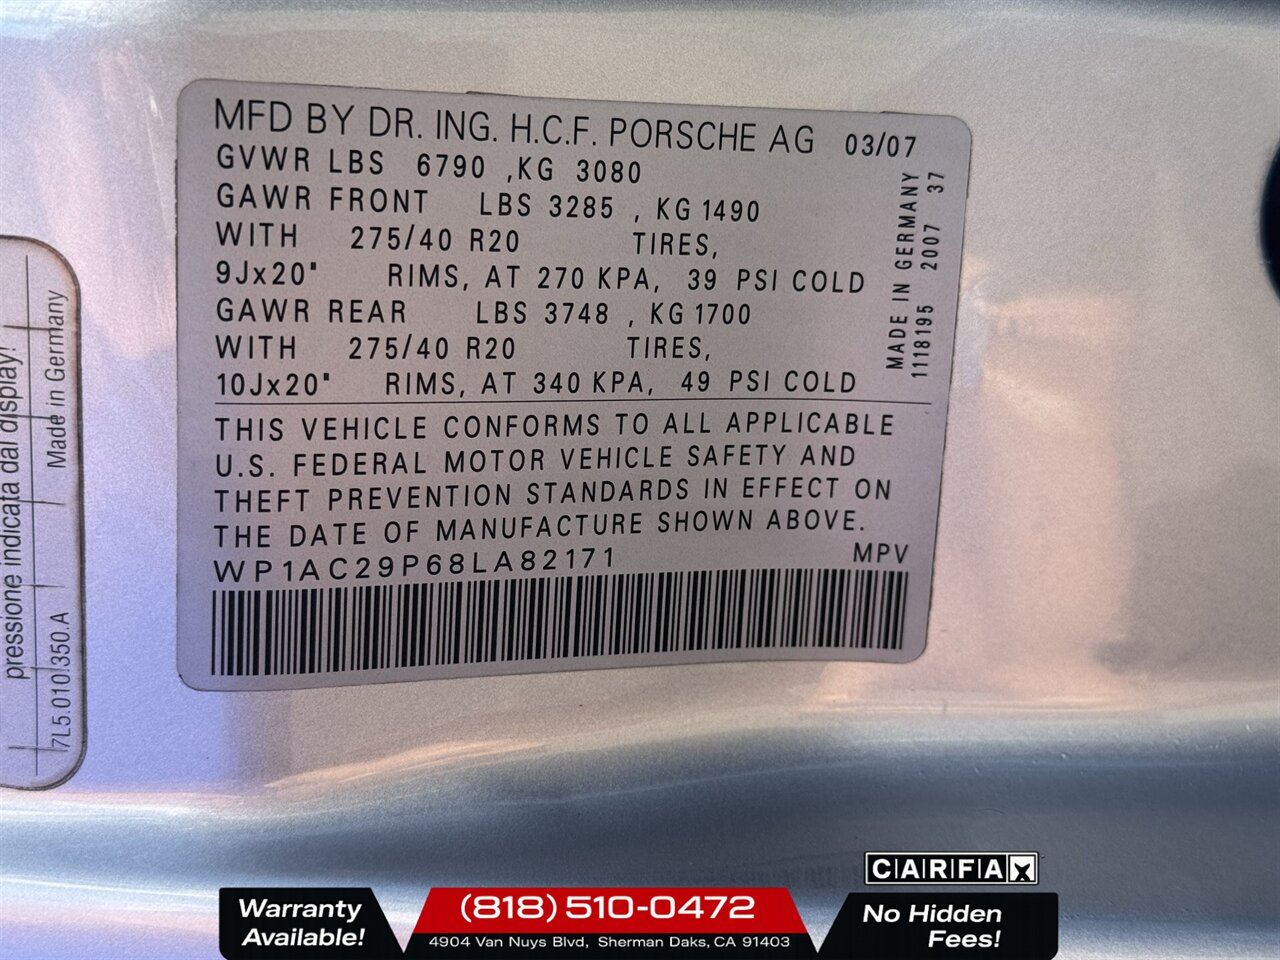 MFD BY DR. ING. H.C.F. PORSCHE AG 03/07
GVWR LBS 6790 ,KG 3080
GAWR FRONT LBS 3285 , KG 1490
WITH 275/40 R20 TIRES,
9Jx20" RIMS, AT 270 KPA, 39 PSI COLD
GAWR REAR LBS 3748 , KG 1700
WITH 275/40 R20 TIRES,
10Jx20" RIMS, AT 340 KPA, 49 PSI COLD
THIS VEHICLE CONFORMS TO ALL APPLICABLE
U.S. FEDERAL MOTOR VEHICLE SAFETY AND
THEFT PREVENTION STANDARDS IN EFFECT ON
THE DATE OF MANUFACTURE SHOWN ABOVE.
WP1AC29P68LA82171 MPV
MADE IN GERMANY
1118195 2007 37
pressione indicata dal display!
7L5.010.350.A Made in Germany
CARFAX
Warranty
Available!
(818) 510-0472
4904 Van Nuys Blvd, Sherman Oaks, CA 91403
No Hidden
Fees!